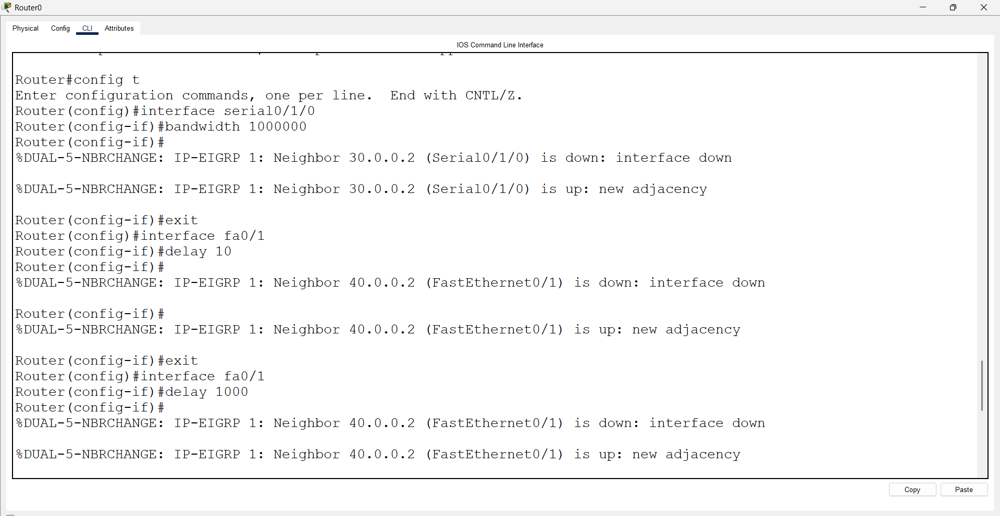 Router0
Physical Config CLI Attributes
IOS Command Line Interface
Router#config t
Enter configuration commands, one per line.  End with CNTL/Z.
Router(config)#interface serial0/1/0
Router(config-if)#bandwidth 1000000
Router(config-if)#
%DUAL-5-NBRCHANGE: IP-EIGRP 1: Neighbor 30.0.0.2 (Serial0/1/0) is down: interface down
%DUAL-5-NBRCHANGE: IP-EIGRP 1: Neighbor 30.0.0.2 (Serial0/1/0) is up: new adjacency
Router(config-if)#exit
Router(config)#interface fa0/1
Router(config-if)#delay 10
Router(config-if)#
%DUAL-5-NBRCHANGE: IP-EIGRP 1: Neighbor 40.0.0.2 (FastEthernet0/1) is down: interface down
Router(config-if)#
%DUAL-5-NBRCHANGE: IP-EIGRP 1: Neighbor 40.0.0.2 (FastEthernet0/1) is up: new adjacency
Router(config-if)#exit
Router(config)#interface fa0/1
Router(config-if)#delay 1000
Router(config-if)#
%DUAL-5-NBRCHANGE: IP-EIGRP 1: Neighbor 40.0.0.2 (FastEthernet0/1) is down: interface down
%DUAL-5-NBRCHANGE: IP-EIGRP 1: Neighbor 40.0.0.2 (FastEthernet0/1) is up: new adjacency
Copy Paste